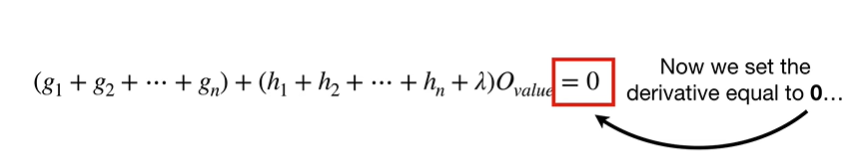 (g₁ + g₂ + ⋯ + gₙ) + (h₁ + h₂ + ⋯ + hₙ + λ)O_value = 0
Now we set the
derivative equal to 0…